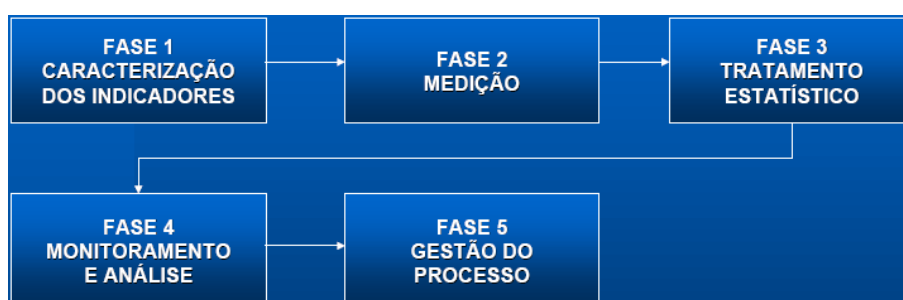 FASE 1
CARACTERIZAÇÃO
DOS INDICADORES
FASE 2
MEDIÇÃO
FASE 3
TRATAMENTO
ESTATÍSTICO
FASE 4
MONITORAMENTO
E ANÁLISE
FASE 5
GESTÃO DO
PROCESSO